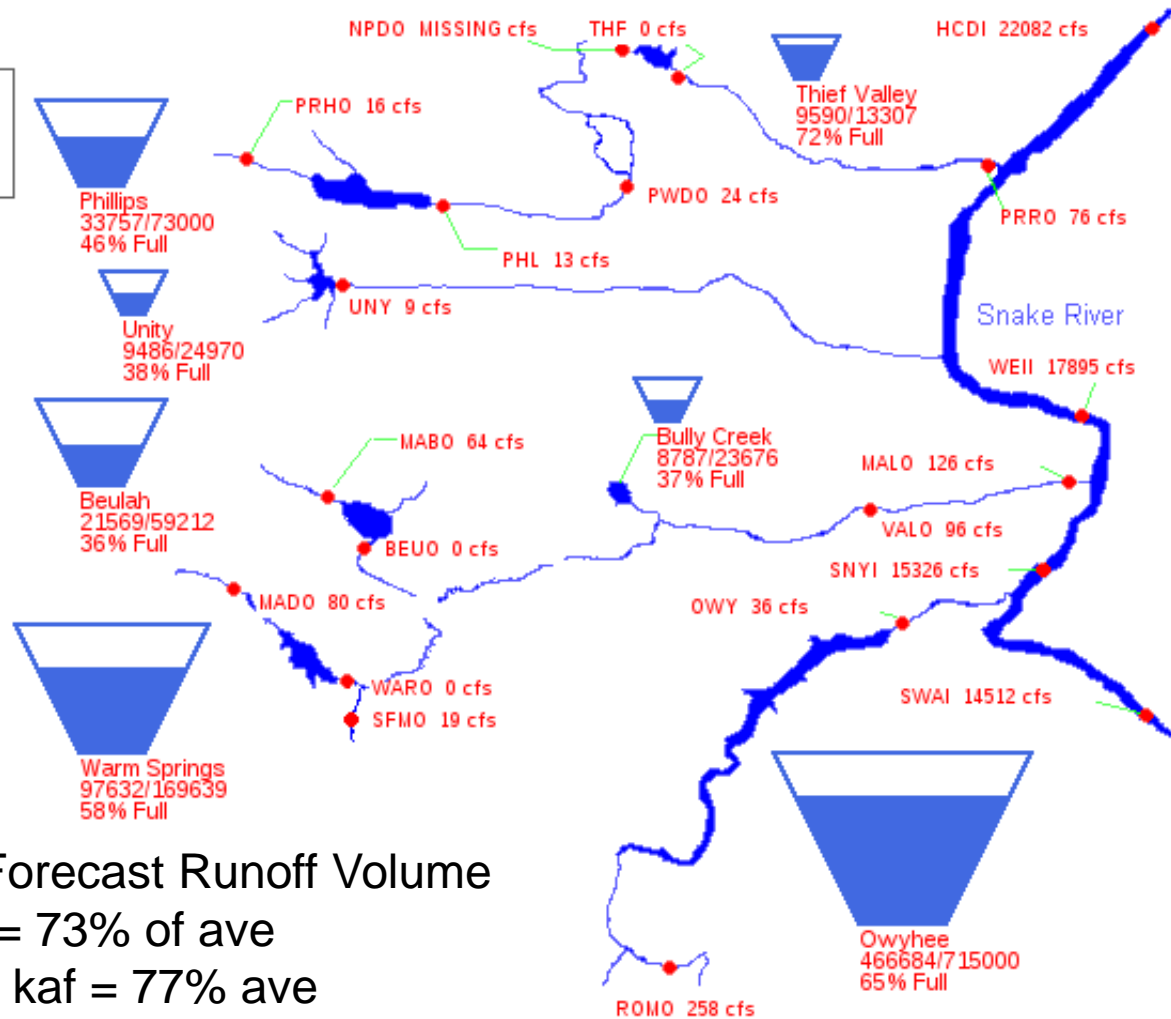 NPDO MISSING cfs
THF 0 cfs
HCDI 22082 cfs
Thief Valley
9590/13307
72% Full
PRHO 16 cfs
Phillips
33757/73000
46% Full
PWDO 24 cfs
PRRO 76 cfs
PHL 13 cfs
UNY 9 cfs
Unity
9486/24970
38% Full
Snake River
WEII 17895 cfs
Bully Creek
8787/23676
37% Full
MABO 64 cfs
MALO 126 cfs
Beulah
21569/59212
36% Full
VALO 96 cfs
BEUO 0 cfs
SNYI 15326 cfs
MADO 80 cfs
OWY 36 cfs
WARO 0 cfs
SFMO 19 cfs
SWAI 14512 cfs
Warm Springs
97632/169639
58% Full
Forecast Runoff Volume
= 73% of ave
kaf = 77% ave
Owyhee
466684/715000
65% Full
ROMO 258 cfs